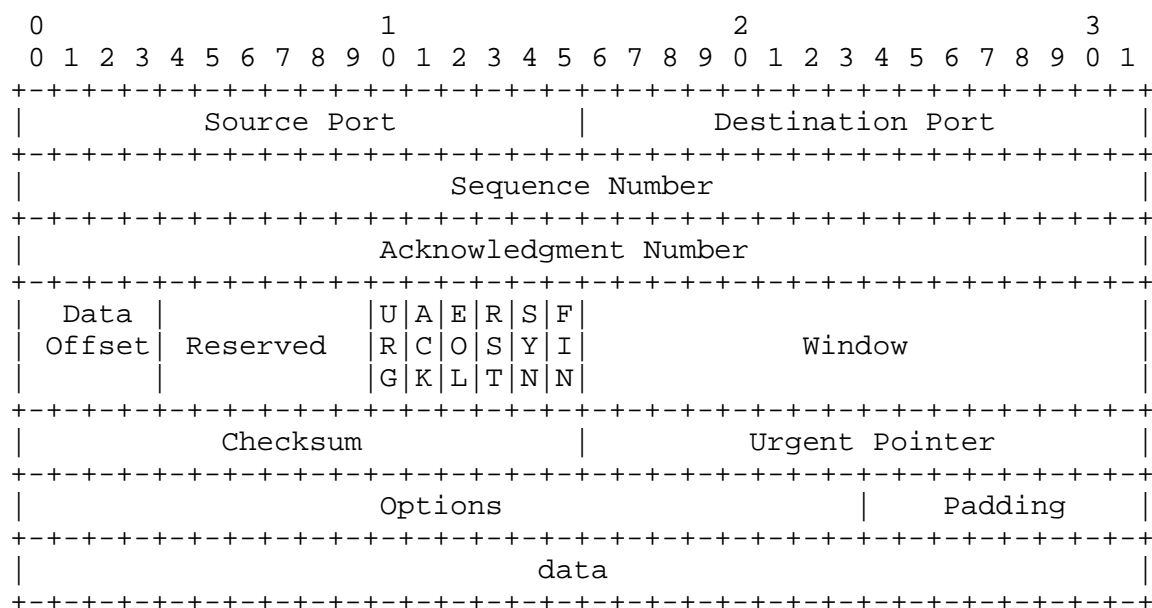 0                   1                   2                   3
 0 1 2 3 4 5 6 7 8 9 0 1 2 3 4 5 6 7 8 9 0 1 2 3 4 5 6 7 8 9 0 1
+-+-+-+-+-+-+-+-+-+-+-+-+-+-+-+-+-+-+-+-+-+-+-+-+-+-+-+-+-+-+-+-+
|          Source Port          |       Destination Port        |
+-+-+-+-+-+-+-+-+-+-+-+-+-+-+-+-+-+-+-+-+-+-+-+-+-+-+-+-+-+-+-+-+
|                        Sequence Number                        |
+-+-+-+-+-+-+-+-+-+-+-+-+-+-+-+-+-+-+-+-+-+-+-+-+-+-+-+-+-+-+-+-+
|                    Acknowledgment Number                      |
+-+-+-+-+-+-+-+-+-+-+-+-+-+-+-+-+-+-+-+-+-+-+-+-+-+-+-+-+-+-+-+-+
|  Data |           |U|A|E|R|S|F|                               |
| Offset| Reserved  |R|C|O|S|Y|I|            Window             |
|       |           |G|K|L|T|N|N|                               |
+-+-+-+-+-+-+-+-+-+-+-+-+-+-+-+-+-+-+-+-+-+-+-+-+-+-+-+-+-+-+-+-+
|           Checksum            |         Urgent Pointer        |
+-+-+-+-+-+-+-+-+-+-+-+-+-+-+-+-+-+-+-+-+-+-+-+-+-+-+-+-+-+-+-+-+
|                    Options                    |    Padding    |
+-+-+-+-+-+-+-+-+-+-+-+-+-+-+-+-+-+-+-+-+-+-+-+-+-+-+-+-+-+-+-+-+
|                             data                              |
+-+-+-+-+-+-+-+-+-+-+-+-+-+-+-+-+-+-+-+-+-+-+-+-+-+-+-+-+-+-+-+-+